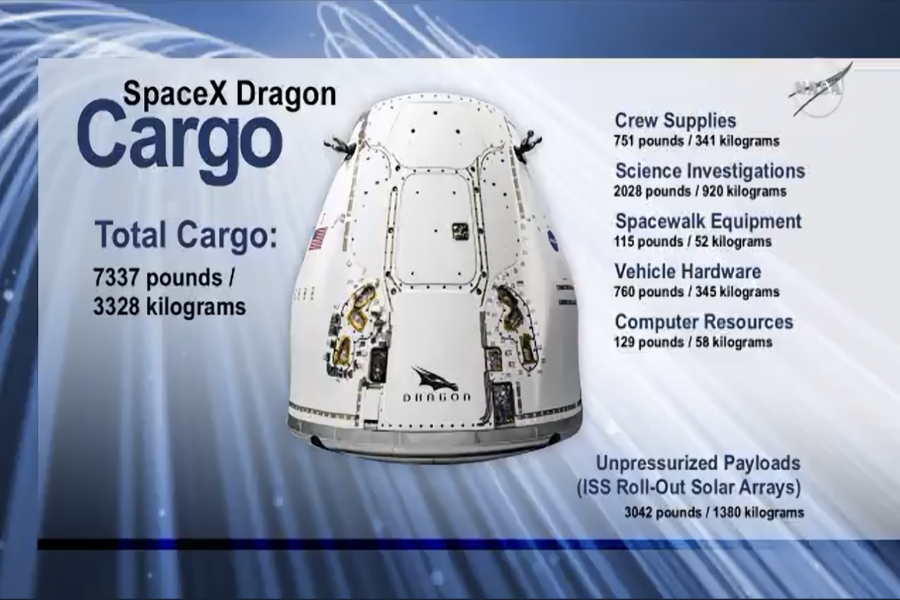 SpaceX Dragon
Cargo
Total Cargo:
7337 pounds /
3328 kilograms
DRAGON
NASA
Crew Supplies
751 pounds / 341 kilograms
Science Investigations
2028 pounds / 920 kilograms
Spacewalk Equipment
115 pounds / 52 kilograms
Vehicle Hardware
760 pounds / 345 kilograms
Computer Resources
129 pounds / 58 kilograms
Unpressurized Payloads
(ISS Roll-Out Solar Arrays)
3042 pounds / 1380 kilograms